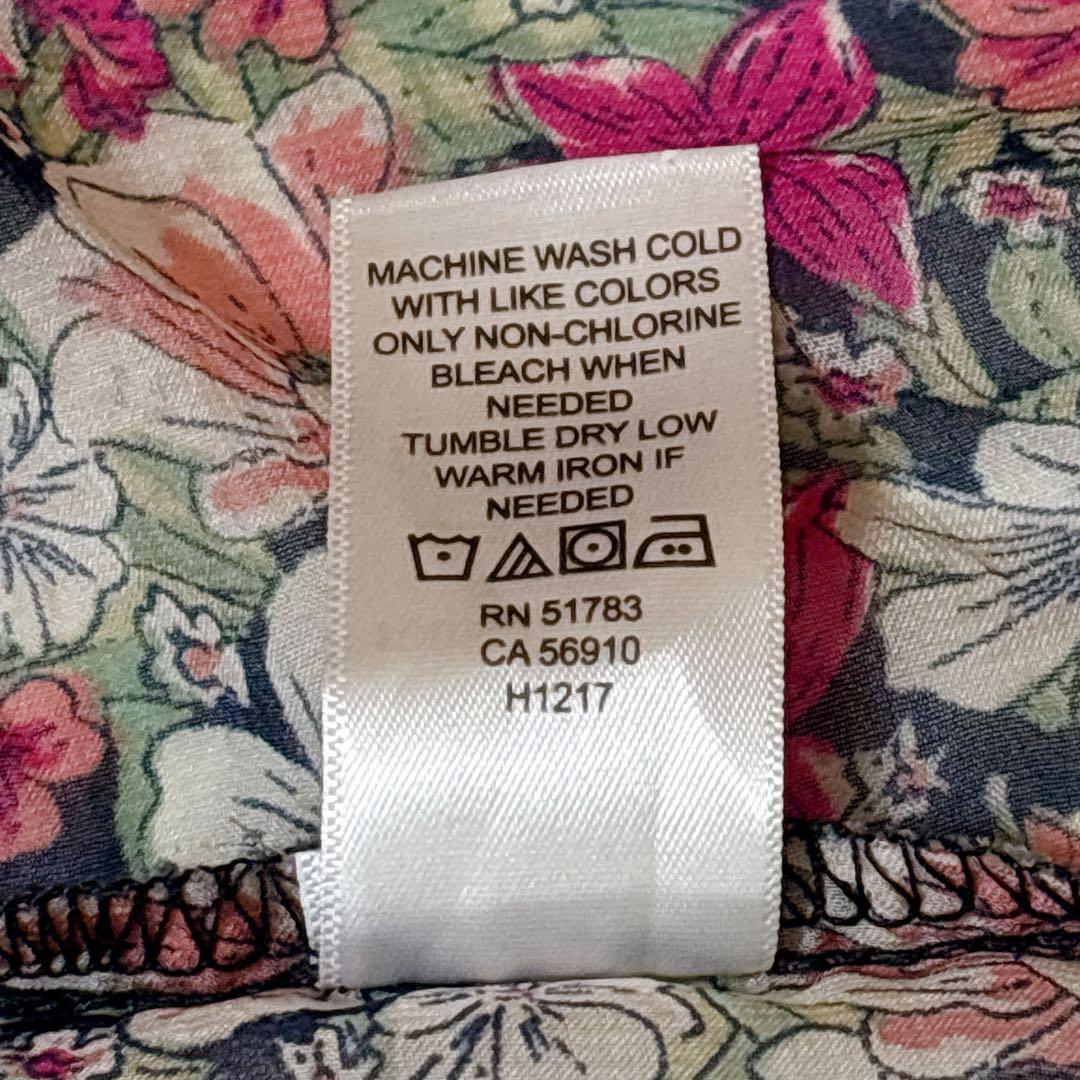 MACHINE WASH COLD
WITH LIKE COLORS
ONLY NON-CHLORINE
BLEACH WHEN
NEEDED
TUMBLE DRY LOW
WARM IRON IF
NEEDED
RN 51783
CA 56910
H1217